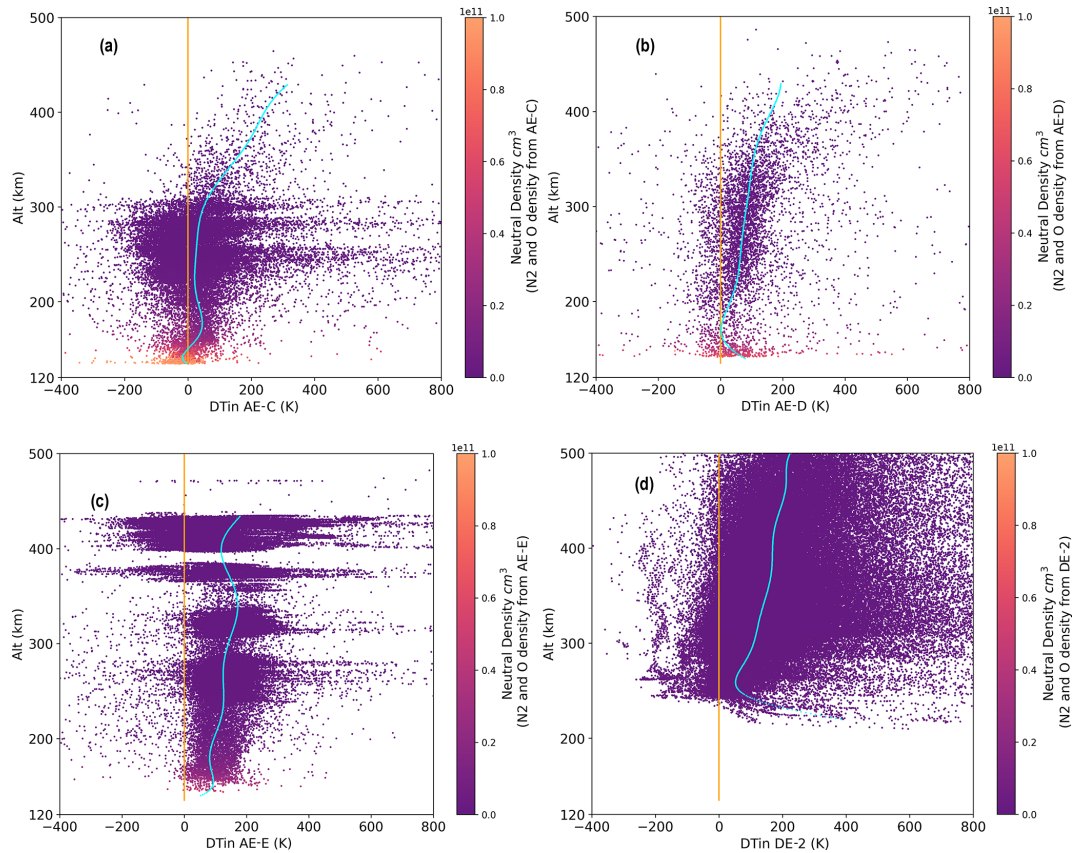 (a)
500
400
300
200
120
Alt (km)
−400 −200 0 200 400 600 800
DTin AE-C (K)
1e11
1.0
0.8
0.6
0.4
0.2
0.0
Neutral Density cm³
(N2 and O density from AE-C)
(b)
500
400
300
200
120
Alt (km)
−400 −200 0 200 400 600 800
DTin AE-D (K)
1e11
1.0
0.8
0.6
0.4
0.2
0.0
Neutral Density cm³
(N2 and O density from AE-D)
(c)
500
400
300
200
120
Alt (km)
−400 −200 0 200 400 600 800
DTin AE-E (K)
1e11
1.0
0.8
0.6
0.4
0.2
0.0
Neutral Density cm³
(N2 and O density from AE-E)
(d)
500
400
300
200
120
Alt (km)
−400 −200 0 200 400 600 800
DTin DE-2 (K)
1e11
1.0
0.8
0.6
0.4
0.2
0.0
Neutral Density cm³
(N2 and O density from DE-2)